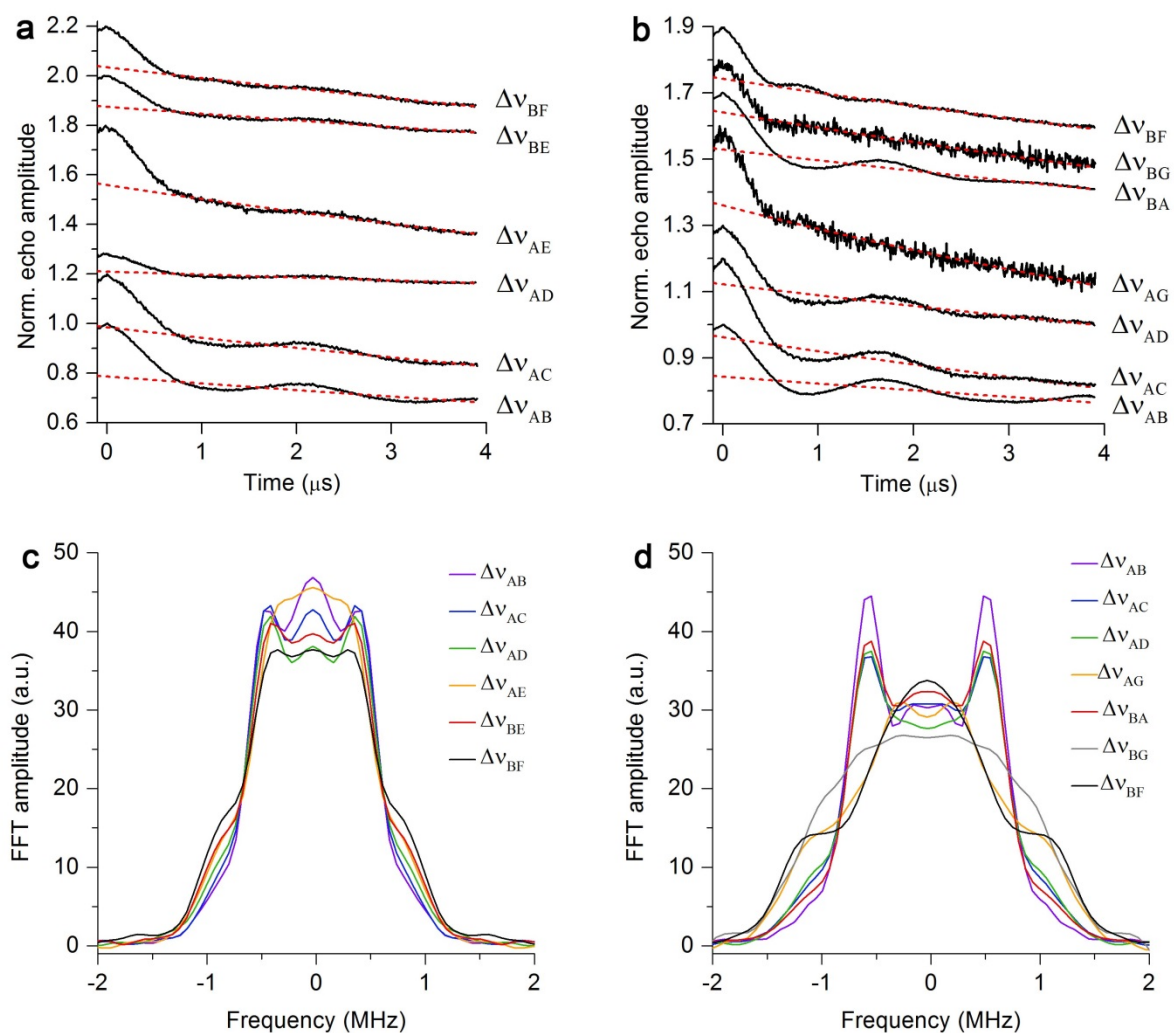 a
2.2
2.0
1.8
1.6
1.4
1.2
1.0
0.8
0.6
Norm. echo amplitude
0
1
2
3
4
Time (μs)
Δν_BF
Δν_BE
Δν_AE
Δν_AD
Δν_AC
Δν_AB
b
1.9
1.7
1.5
1.3
1.1
0.9
0.7
Norm. echo amplitude
0
1
2
3
4
Time (μs)
Δν_BF
Δν_BG
Δν_BA
Δν_AG
Δν_AD
Δν_AC
Δν_AB
c
50
40
30
20
10
0
FFT amplitude (a.u.)
-2
-1
0
1
2
Frequency (MHz)
Δν_AB
Δν_AC
Δν_AD
Δν_AE
Δν_BE
Δν_BF
d
50
40
30
20
10
0
FFT amplitude (a.u.)
-2
-1
0
1
2
Frequency (MHz)
Δν_AB
Δν_AC
Δν_AD
Δν_AG
Δν_BA
Δν_BG
Δν_BF